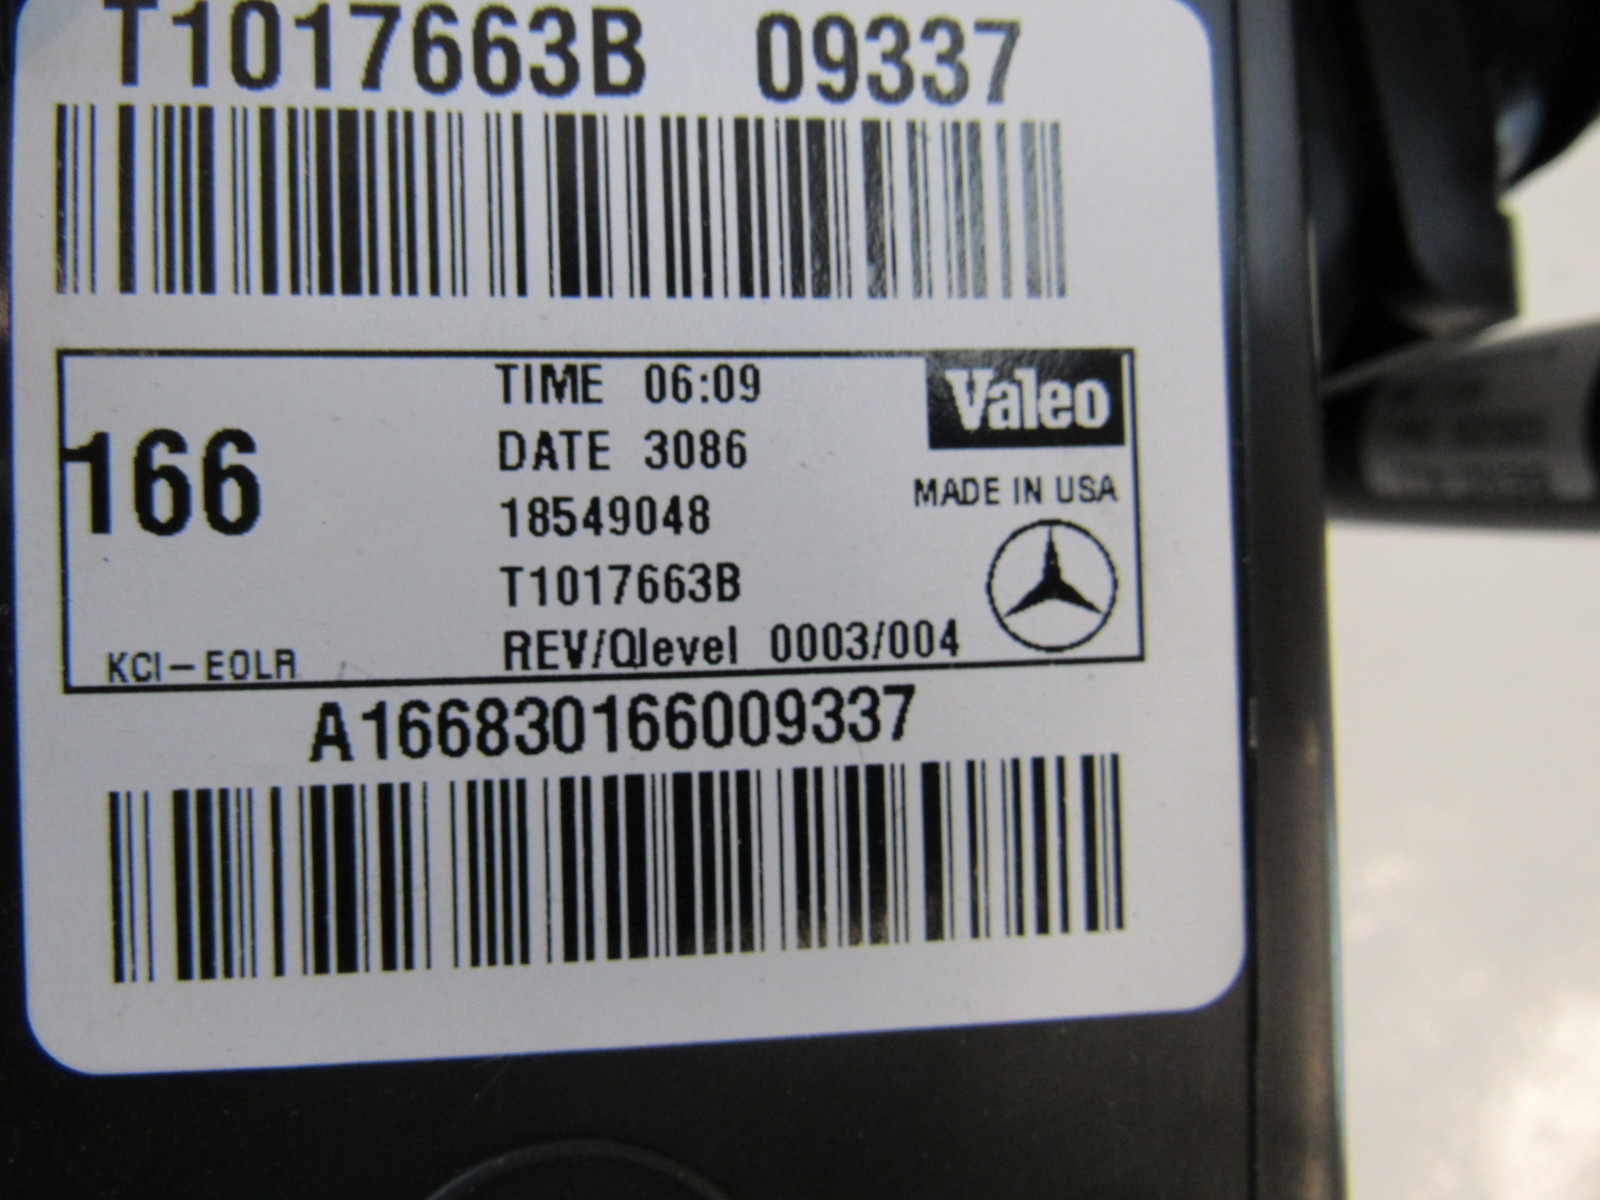 T1017663B 09337
TIME 06:09
Valeo
DATE 3086
166
MADE IN USA
18549048
T1017663B
REV/Qlevel 0003/004
KCI-EOLR
A166830166009337